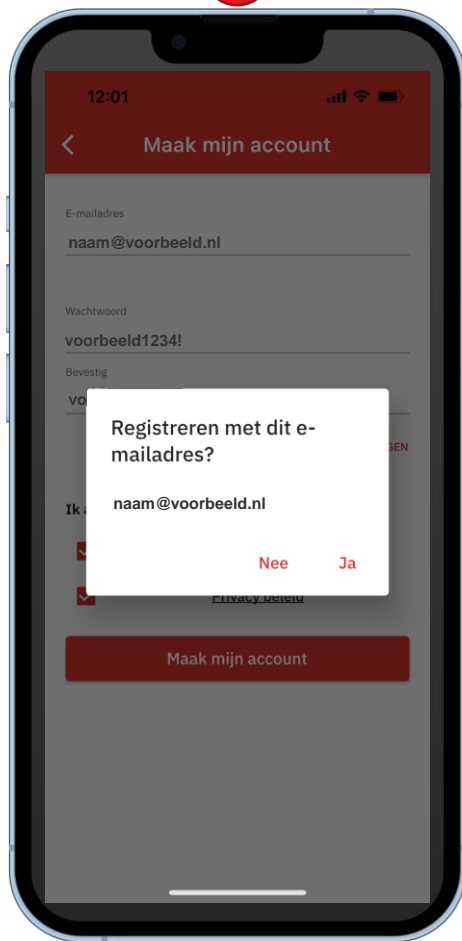 12:01
Maak mijn account
E-mailadres
naam@voorbeeld.nl
Wachtwoord
voorbeeld1234!
Bevestig
Registreren met dit e-
mailadres?
naam@voorbeeld.nl
Nee Ja
Ik
Privacy beleid
Maak mijn account